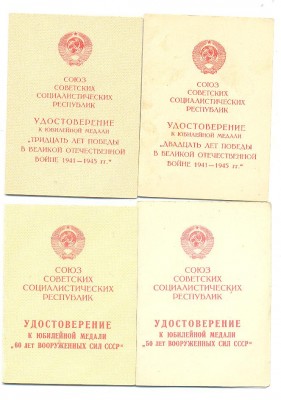 СОЮЗ
СОВЕТСКИХ
СОЦИАЛИСТИЧЕСКИХ
РЕСПУБЛИК
УДОСТОВЕРЕНИЕ
К ЮБИЛЕЙНОЙ МЕДАЛИ
„ТРИДЦАТЬ ЛЕТ ПОБЕДЫ
В ВЕЛИКОЙ ОТЕЧЕСТВЕННОЙ
ВОЙНЕ 1941—1945 гг."
СОЮЗ
СОВЕТСКИХ
СОЦИАЛИСТИЧЕСКИХ
РЕСПУБЛИК
УДОСТОВЕРЕНИЕ
К ЮБИЛЕЙНОЙ МЕДАЛИ
„ДВАДЦАТЬ ЛЕТ ПОБЕДЫ
В ВЕЛИКОЙ ОТЕЧЕСТВЕННОЙ
ВОЙНЕ 1941—1945 гг."
СОЮЗ
СОВЕТСКИХ
СОЦИАЛИСТИЧЕСКИХ
РЕСПУБЛИК
УДОСТОВЕРЕНИЕ
К ЮБИЛЕЙНОЙ МЕДАЛИ
„60 ЛЕТ ВООРУЖЕННЫХ СИЛ СССР"
СОЮЗ
СОВЕТСКИХ
СОЦИАЛИСТИЧЕСКИХ
РЕСПУБЛИК
УДОСТОВЕРЕНИЕ
К ЮБИЛЕЙНОЙ МЕДАЛИ
„50 ЛЕТ ВООРУЖЕННЫХ СИЛ СССР"